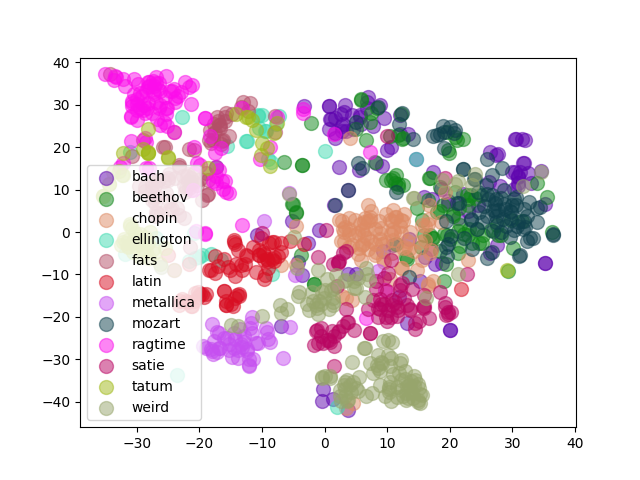 40
30
20
10
0
−10
−20
−30
−40
bach
beethov
chopin
ellington
fats
latin
metallica
mozart
ragtime
satie
tatum
weird
−30
−20
−10
0
10
20
30
40